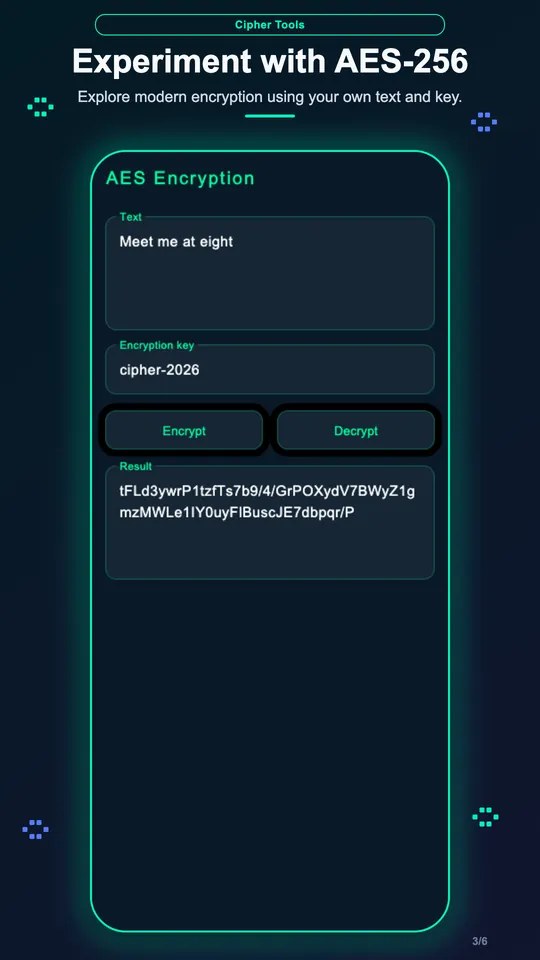 Cipher Tools
Experiment with AES-256
Explore modern encryption using your own text and key.
AES Encryption
Text
Meet me at eight
Encryption key
cipher-2026
Encrypt
Decrypt
Result
tFLd3ywrP1tzfTs7b9/4/GrPOXydV7BWyZ1g
mzMWLe1IY0uyFlBuscJE7dbpqr/P
3/6